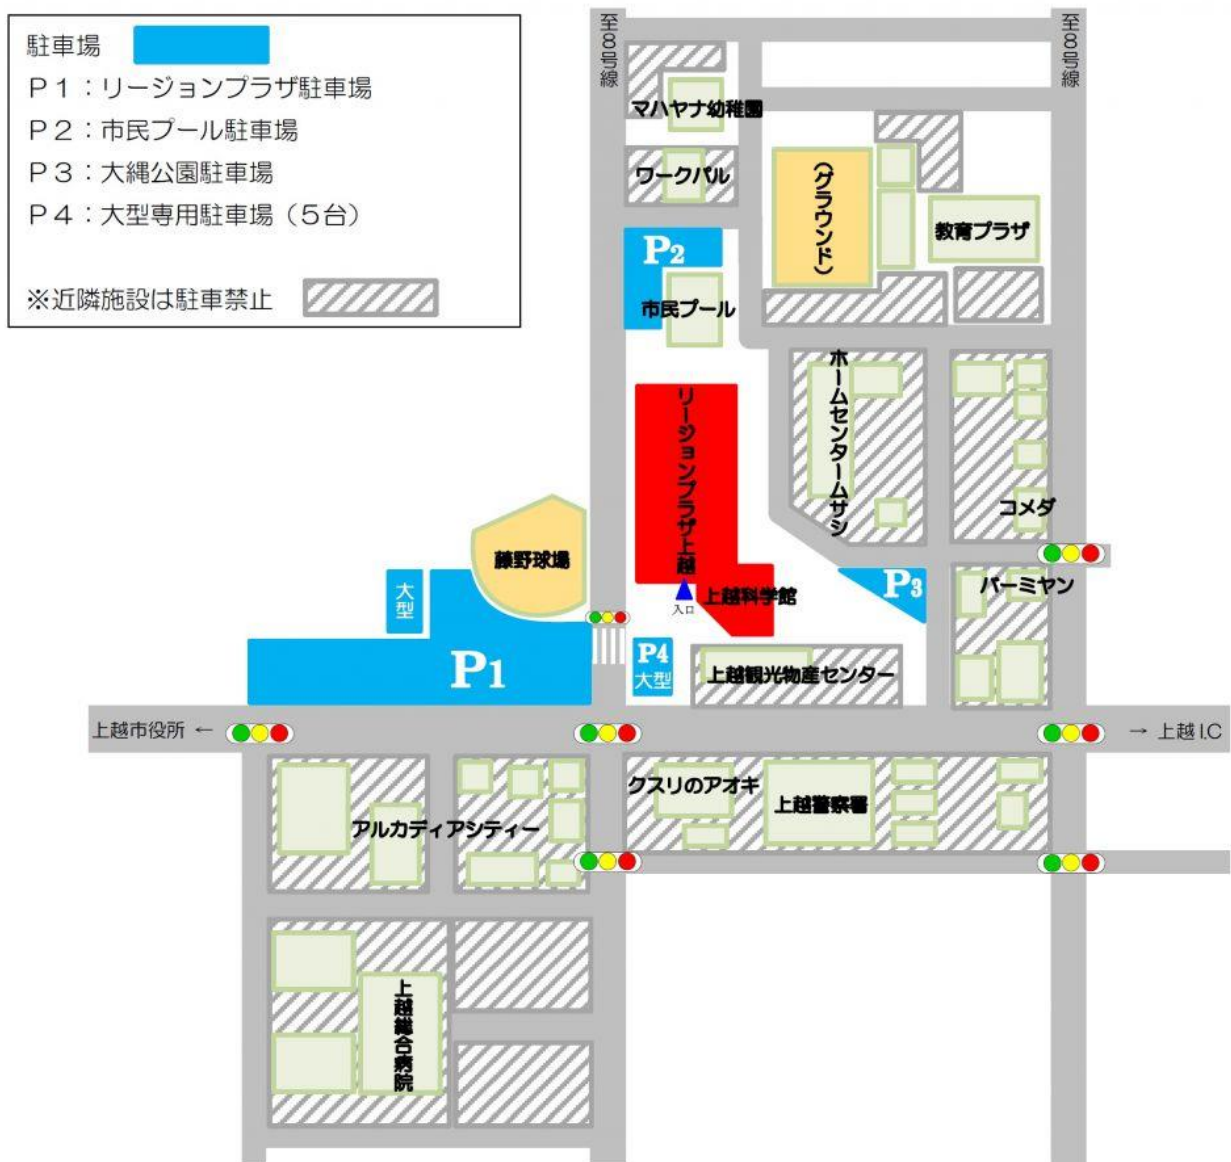 駐車場
P1:リージョンプラザ駐車場
P2:市民プール駐車場
P3:大縄公園駐車場
P4:大型専用駐車場(5台)
※近隣施設は駐車禁止
至8号線
至8号線
マハヤナ幼稚園
ワークパル
(グラウンド)
教育プラザ
P2
市民プール
リージョンプラザ上越
ホームセンタームサシ
コメダ
藤野球場
大型
上越科学館
入口
P3
バーミヤン
P1
P4
大型
上越観光物産センター
上越市役所 ←
→ 上越I.C
クスリのアオキ
上越警察署
アルカディアシティー
上越総合病院